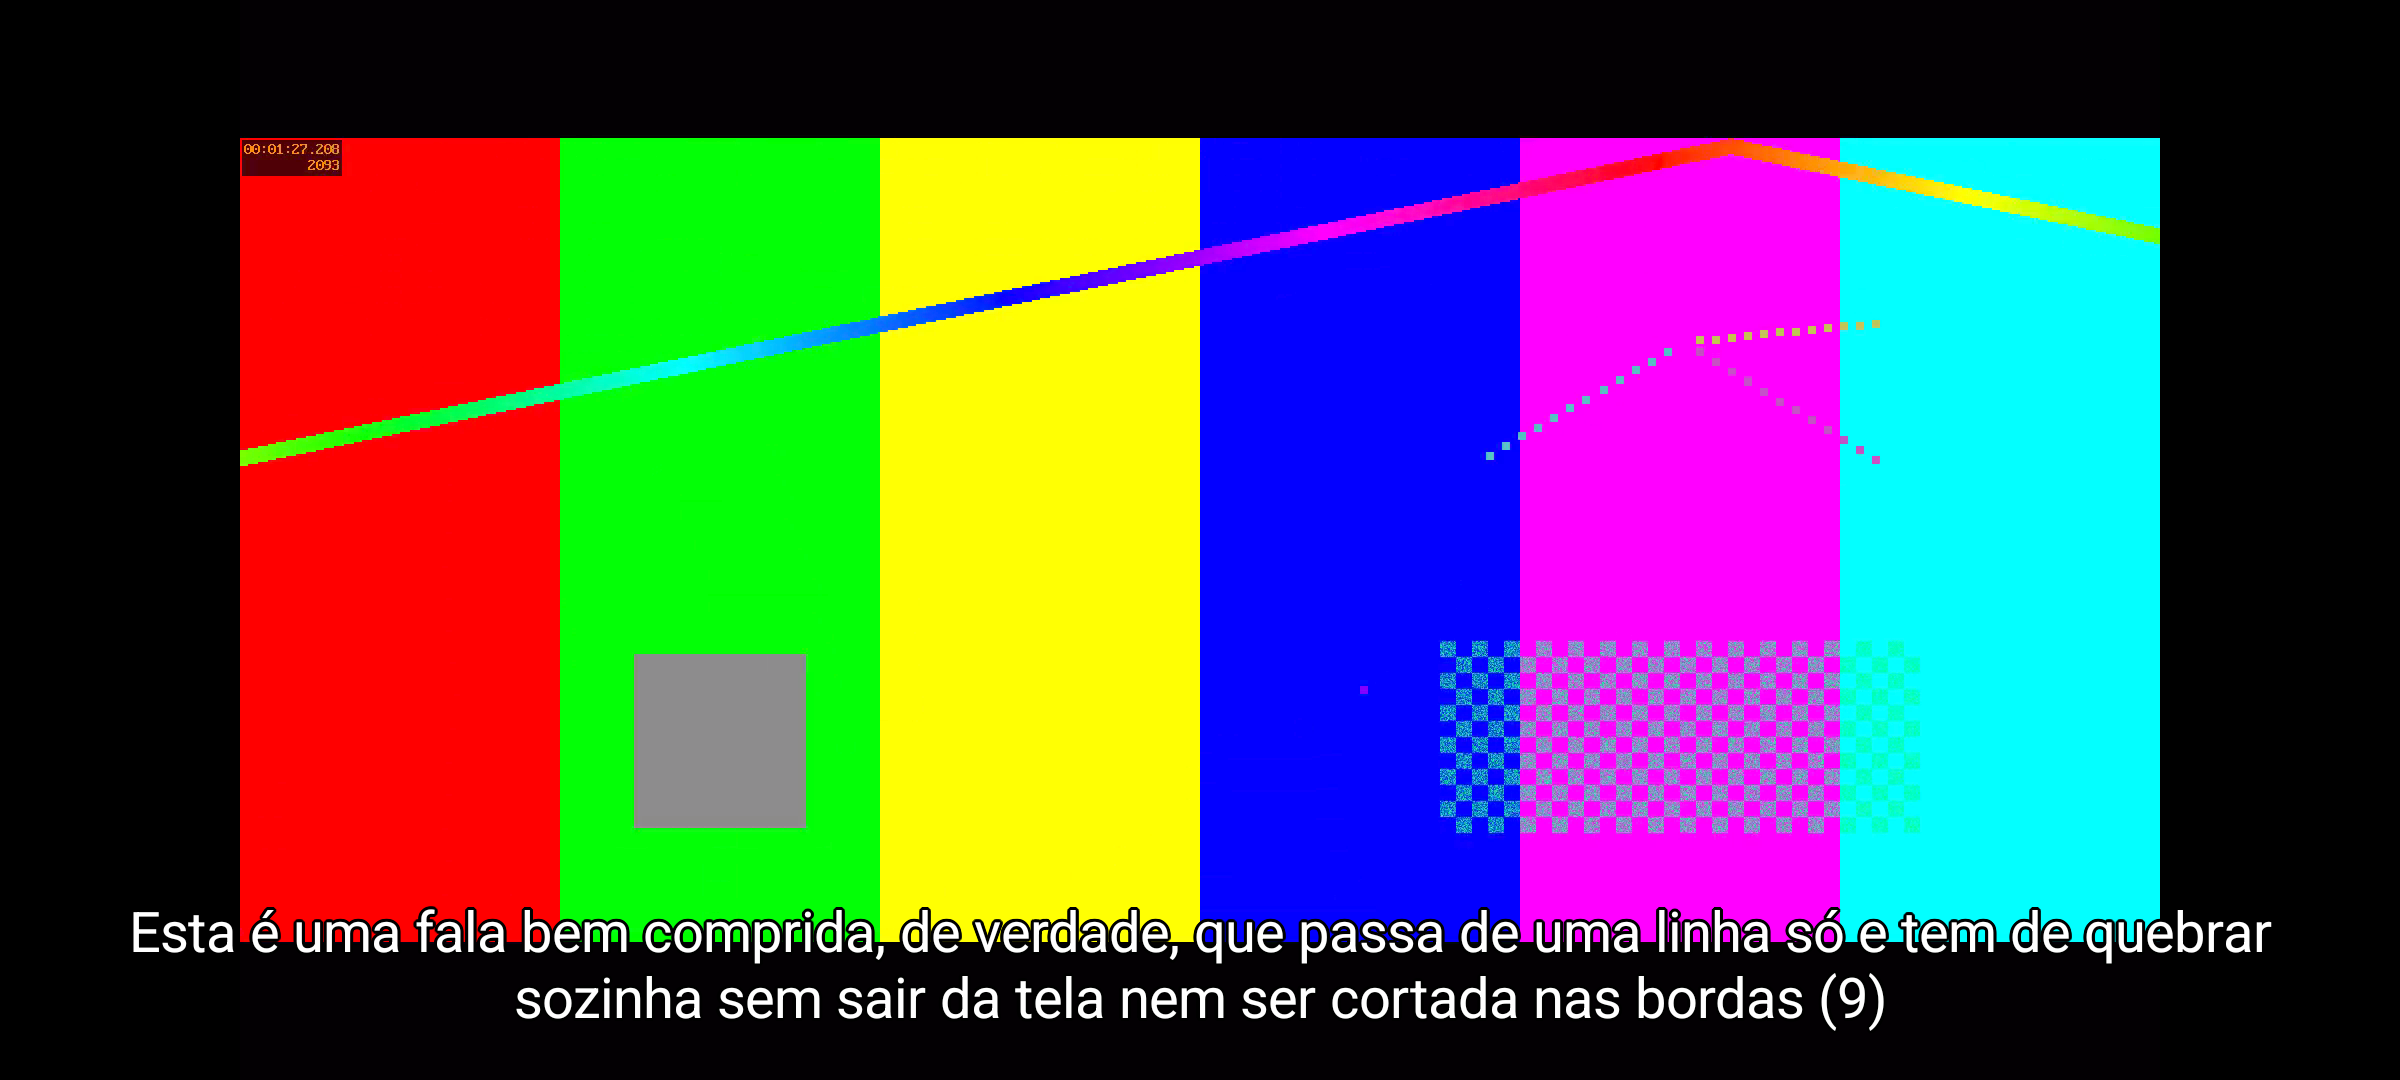 00:01:27.208
2093
Esta é uma fala bem comprida, de verdade, que passa de uma linha só e tem de quebrar
sozinha sem sair da tela nem ser cortada nas bordas (9)